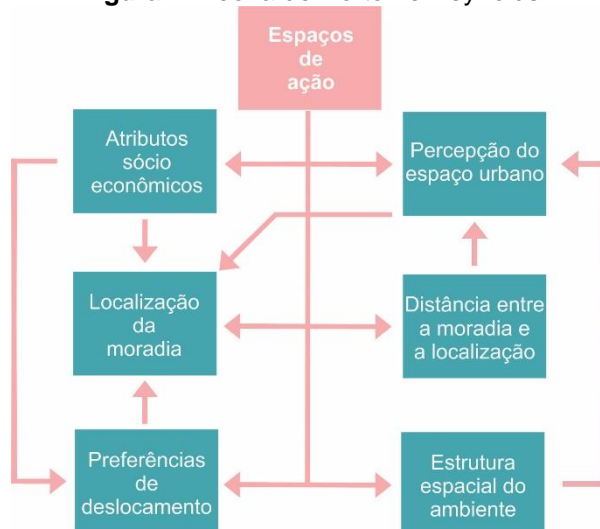 Espaços
de
ação
Atributos
sócio
econômicos
Percepção do
espaço urbano
Localização
da
moradia
Distância entre
a moradia e
a localização
Preferências
de
deslocamento
Estrutura
espacial do
ambiente